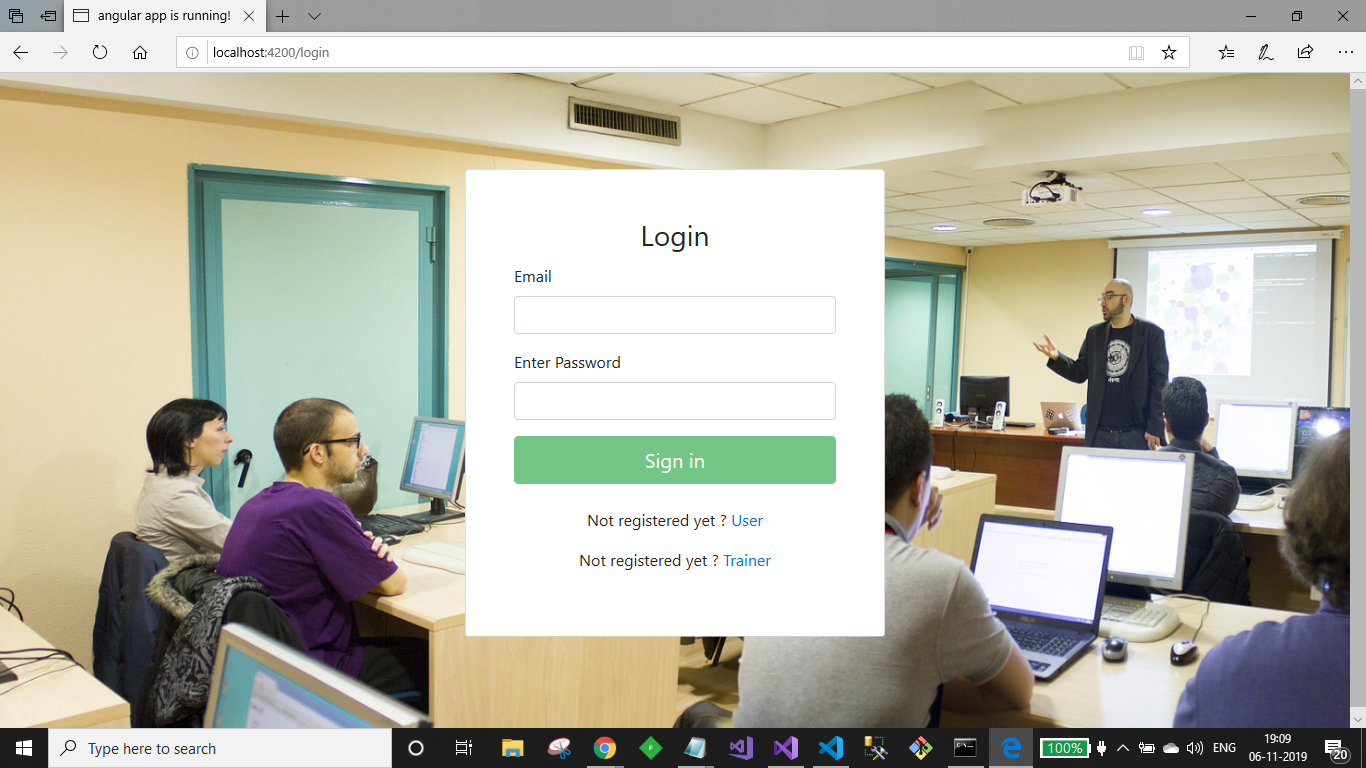 angular app is running!
localhost:4200/login
Login
Email
Enter Password
Sign in
Not registered yet ? User
Not registered yet ? Trainer
Type here to search
100%
ENG
19:09
06-11-2019
20